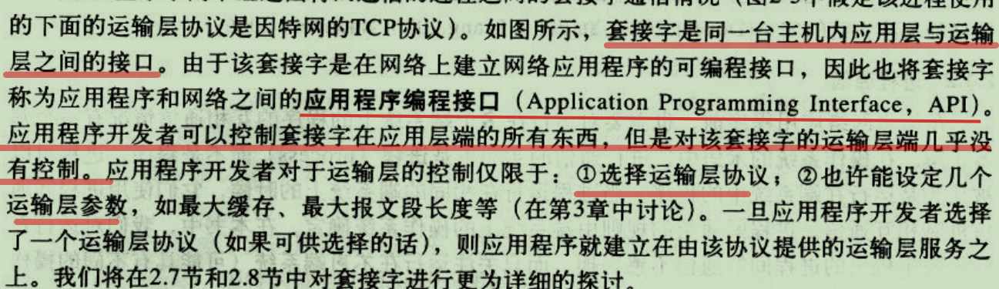 的下面的运输层协议是因特网的TCP协议)。如图所示，套接字是同一台主机内应用层与运输
层之间的接口。由于该套接字是在网络上建立网络应用程序的可编程接口，因此也将套接字
称为应用程序和网络之间的应用程序编程接口（Application Programming Interface，API）。
应用程序开发者可以控制套接字在应用层端的所有东西，但是对该套接字的运输层端几乎没
有控制。应用程序开发者对于运输层的控制仅限于：①选择运输层协议；②也许能设定几个
运输层参数，如最大缓存、最大报文段长度等（在第3章中讨论）。一旦应用程序开发者选择
了一个运输层协议（如果可供选择的话），则应用程序就建立在由该协议提供的运输层服务之
上。我们将在2.7节和2.8节中对套接字进行更为详细的探讨。